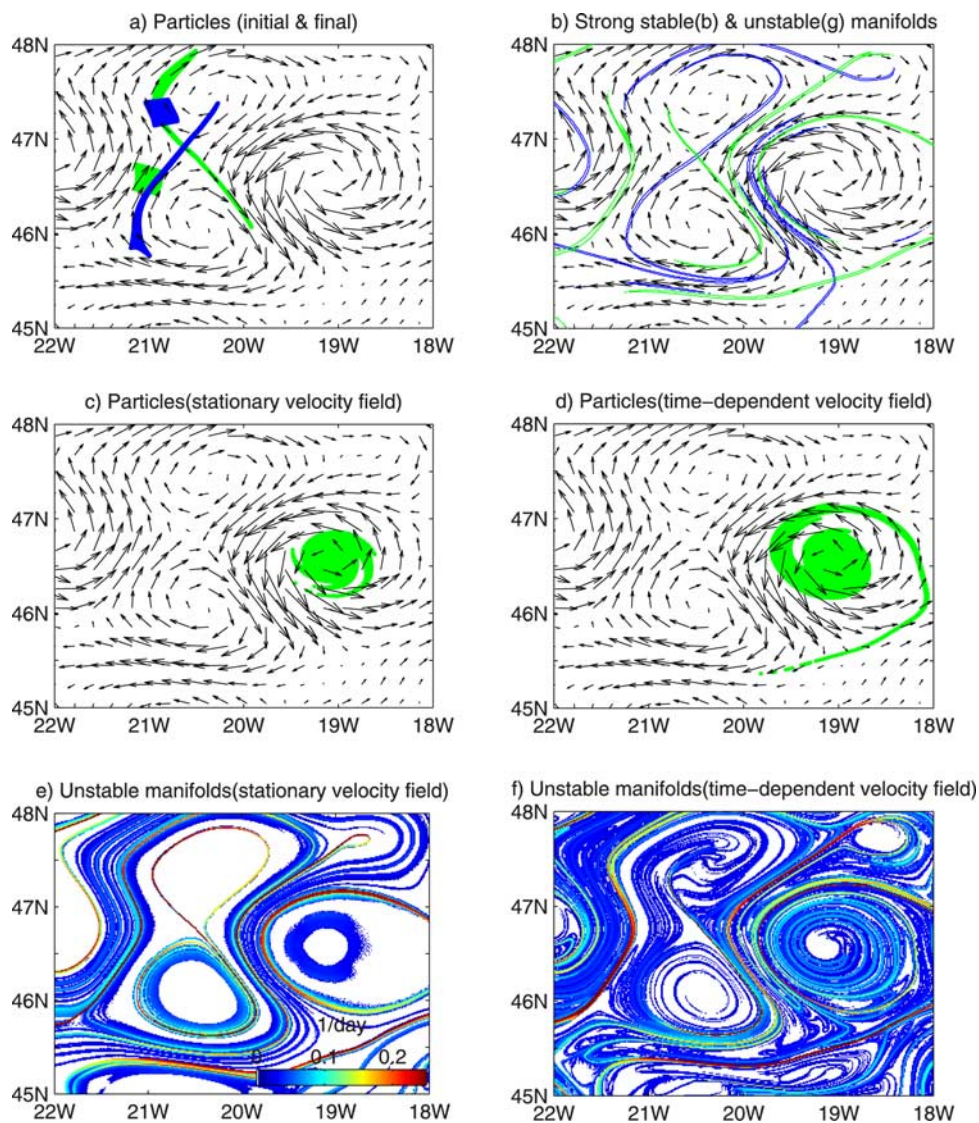 a) Particles (initial & final)
48N
47N
46N
45N
22W 21W 20W 19W 18W
b) Strong stable(b) & unstable(g) manifolds
48N
47N
46N
45N
22W 21W 20W 19W 18W
c) Particles(stationary velocity field)
48N
47N
46N
45N
22W 21W 20W 19W 18W
d) Particles(time-dependent velocity field)
48N
47N
46N
45N
22W 21W 20W 19W 18W
e) Unstable manifolds(stationary velocity field)
48N
47N
46N
1/day
0 0.1 0.2
45N
22W 21W 20W 19W 18W
f) Unstable manifolds(time-dependent velocity field)
48N
47N
46N
45N
22W 21W 20W 19W 18W